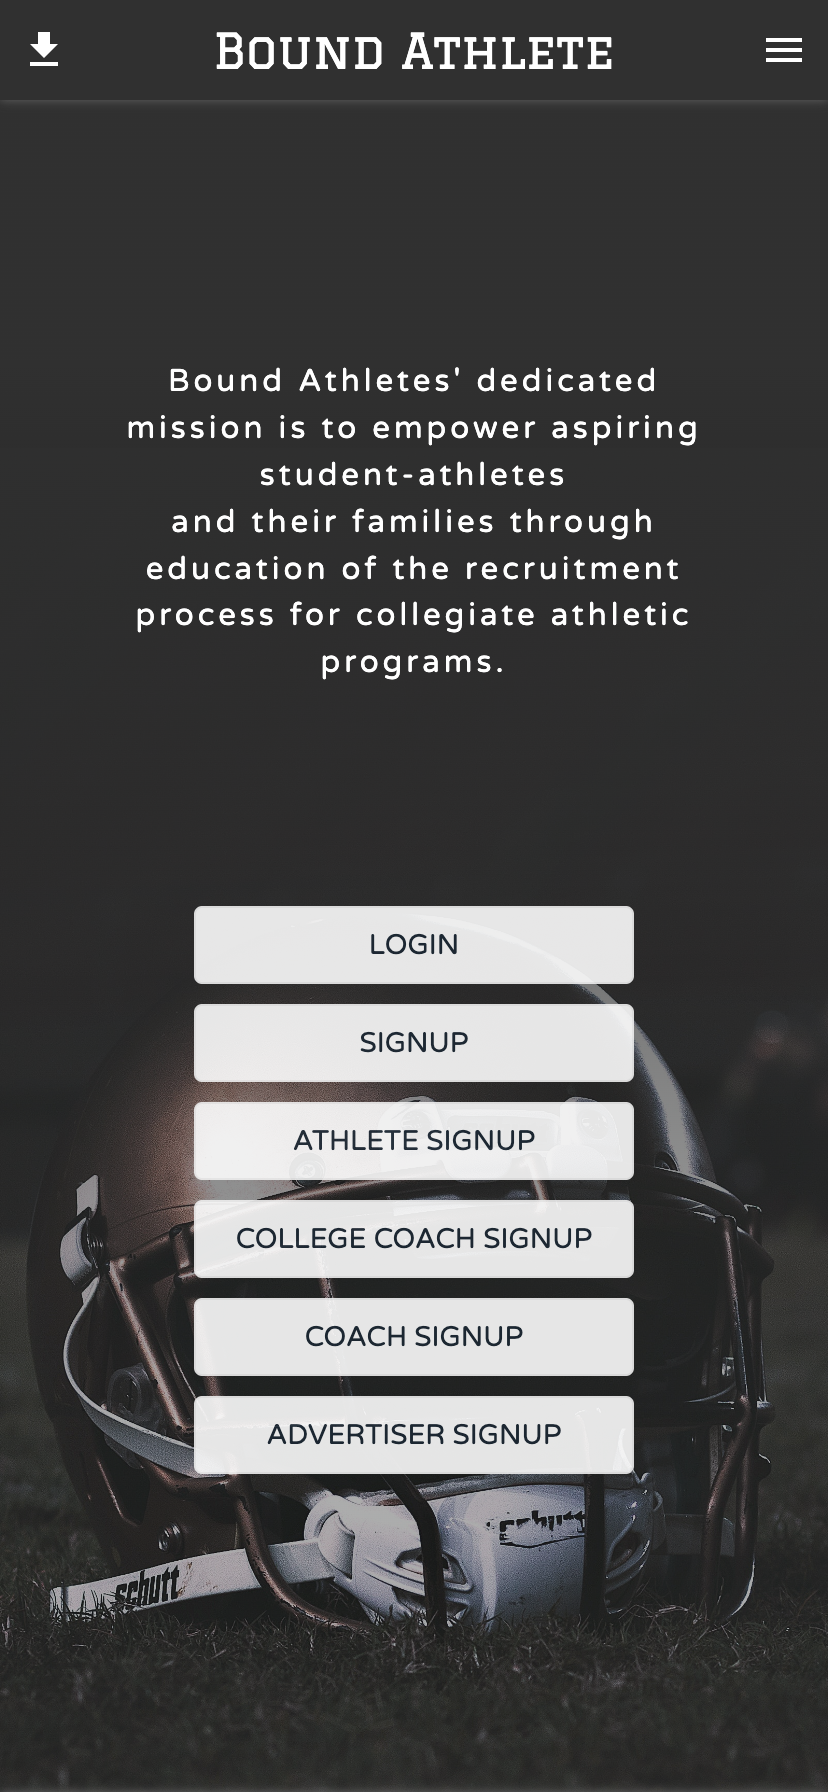 Bound Athlete
Bound Athletes' dedicated
mission is to empower aspiring
student-athletes
and their families through
education of the recruitment
process for collegiate athletic
programs.
LOGIN
SIGNUP
ATHLETE SIGNUP
COLLEGE COACH SIGNUP
COACH SIGNUP
ADVERTISER SIGNUP
schutt
schutt